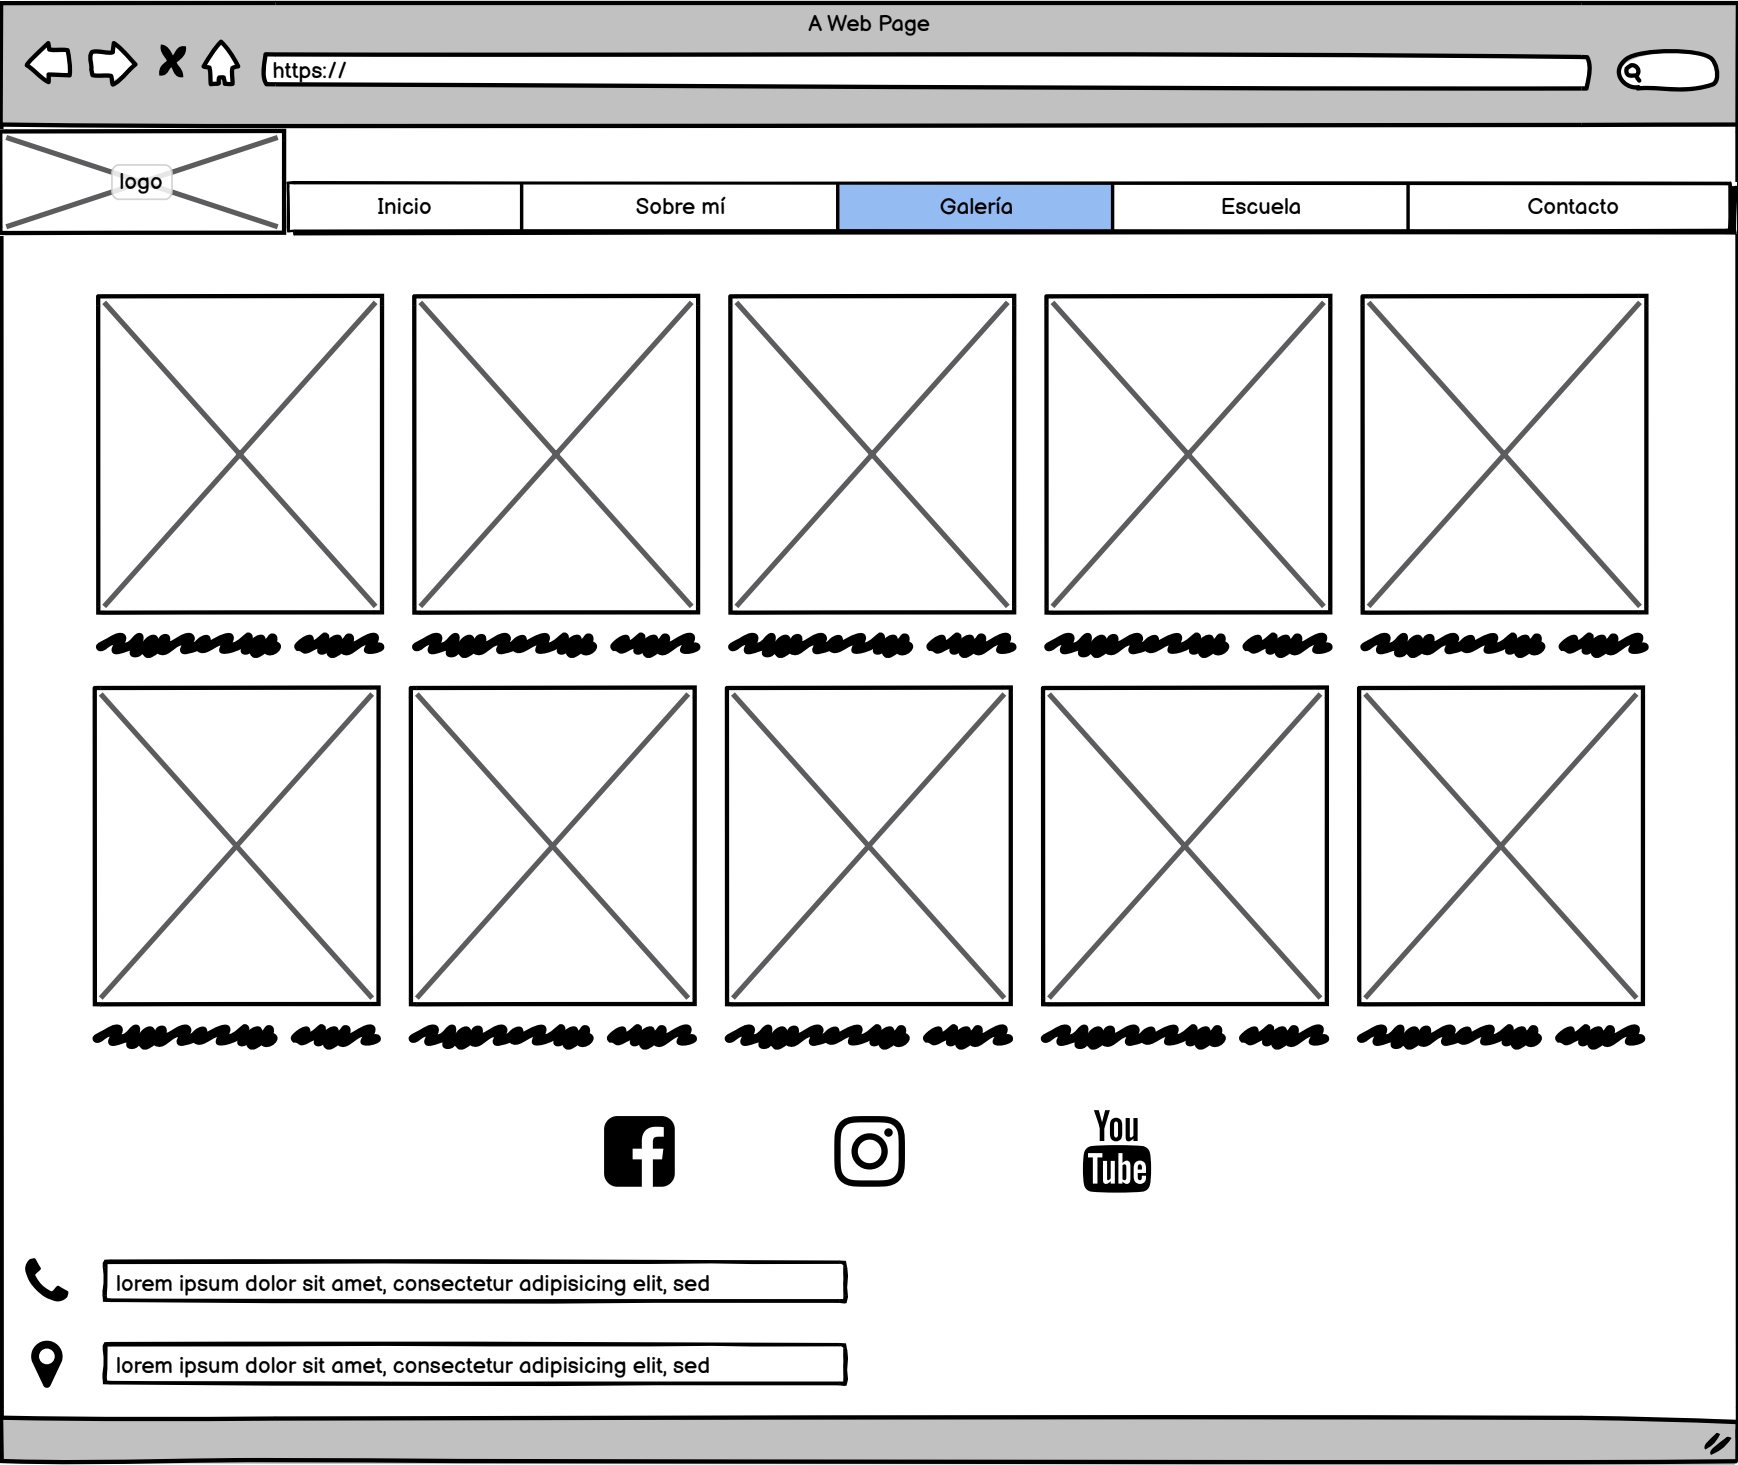 A Web Page
https://
logo
Inicio Sobre mí Galería Escuela Contacto
You
Tube
lorem ipsum dolor sit amet, consectetur adipisicing elit, sed
lorem ipsum dolor sit amet, consectetur adipisicing elit, sed